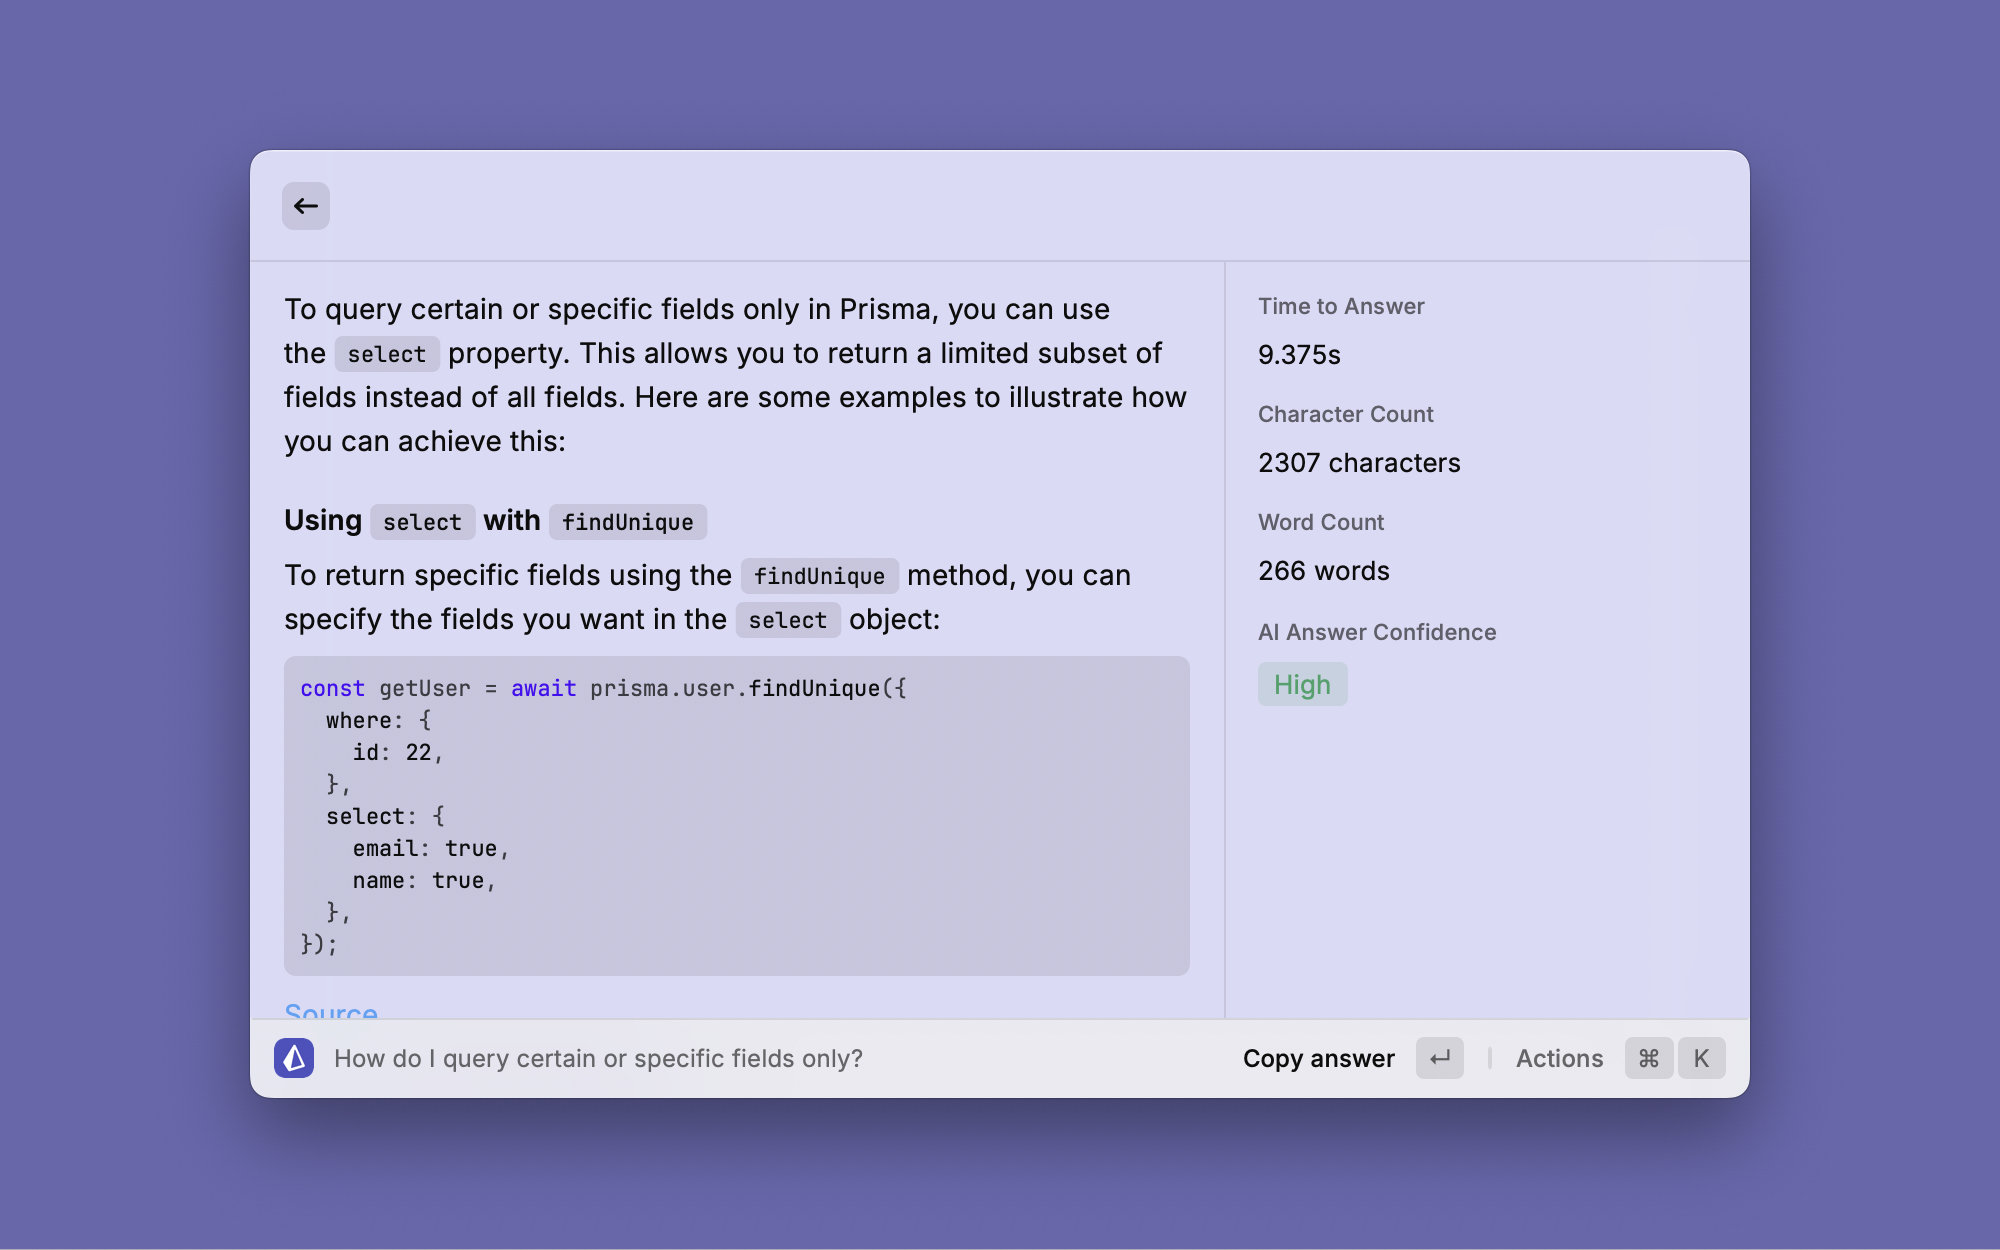 To query certain or specific fields only in Prisma, you can use
the select property. This allows you to return a limited subset of
fields instead of all fields. Here are some examples to illustrate how
you can achieve this:
Using select with findUnique
To return specific fields using the findUnique method, you can
specify the fields you want in the select object:
const getUser = await prisma.user.findUnique({
  where: {
    id: 22,
  },
  select: {
    email: true,
    name: true,
  },
});
Source
Time to Answer
9.375s
Character Count
2307 characters
Word Count
266 words
AI Answer Confidence
High
How do I query certain or specific fields only?
Copy answer ↵ | Actions ⌘ K